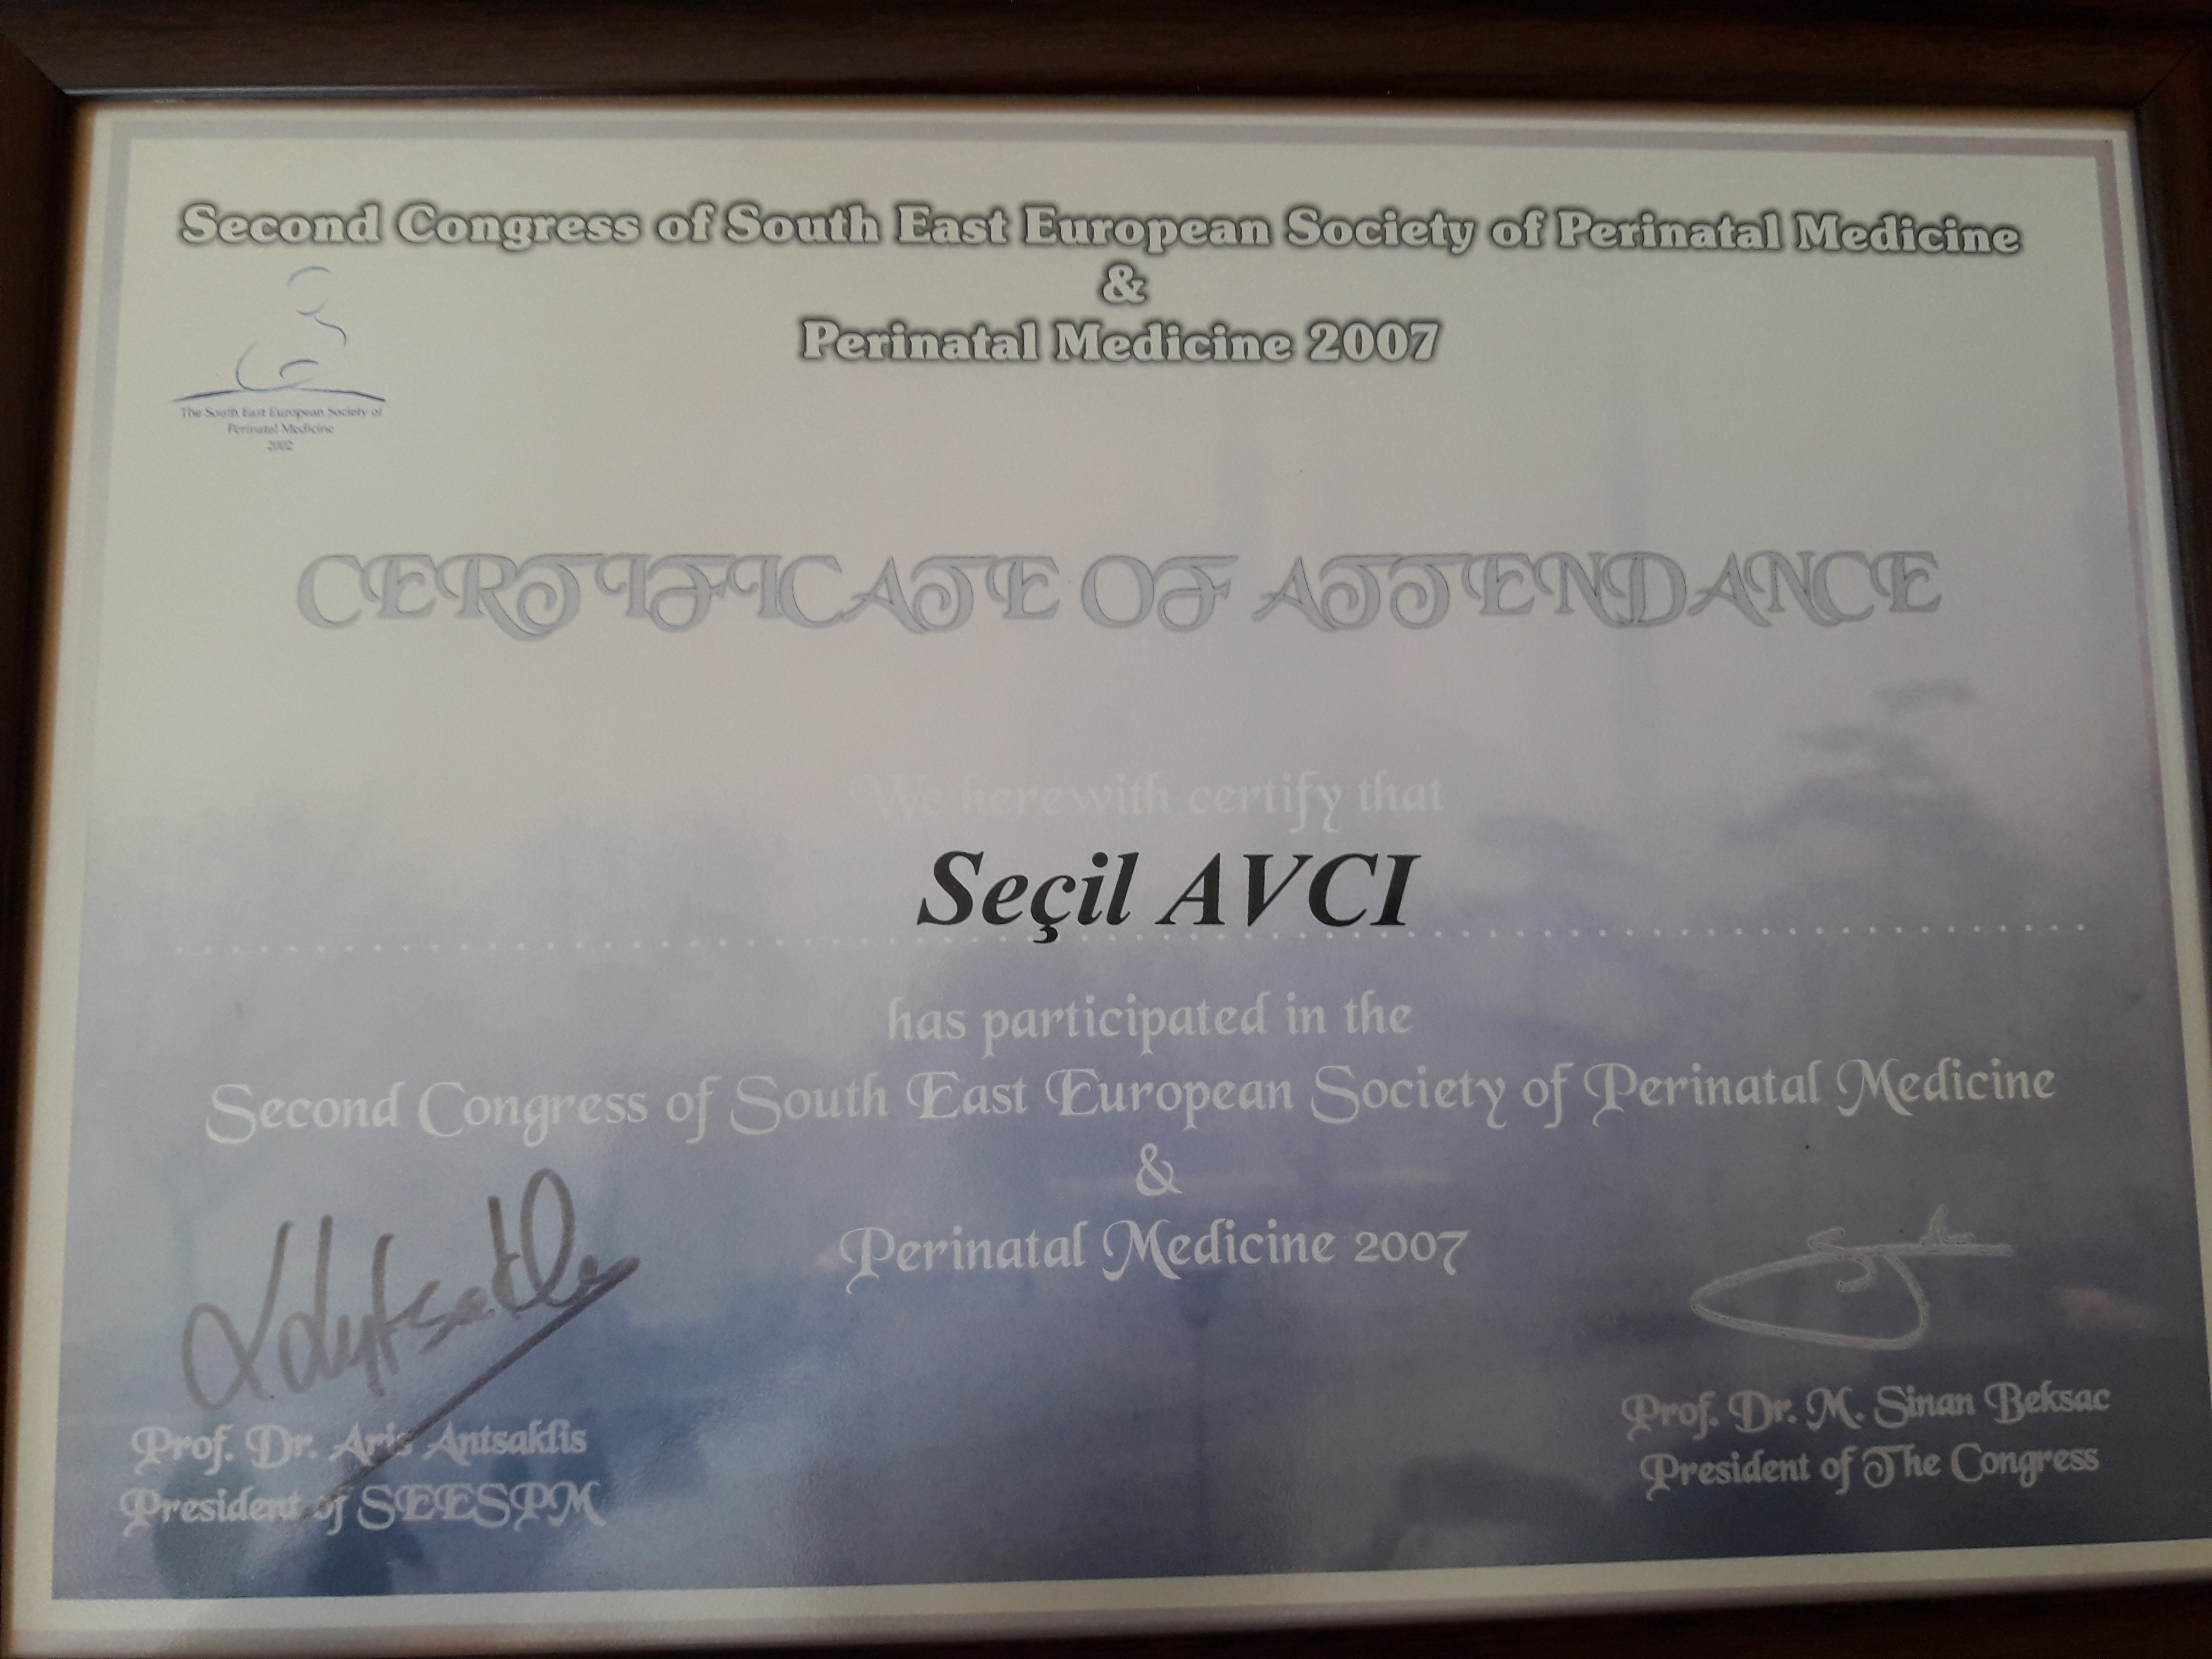 Second Congress of South East European Society of Perinatal Medicine
&
Perinatal Medicine 2007
The South East European Society of
Perinatal Medicine
2002
CERTIFICATE OF ATTENDANCE
We herewith certify that
Seçil AVCI
has participated in the
Second Congress of South East European Society of Perinatal Medicine
&
Perinatal Medicine 2007
Prof. Dr. Aris Antsaklis
President of SEESPM
Prof. Dr. M. Sinan Beksac
President of The Congress